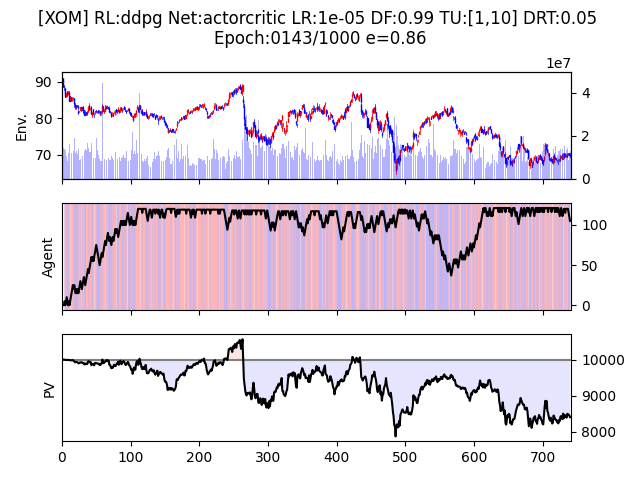 [XOM] RL:ddpg Net:actorcritic LR:1e-05 DF:0.99 TU:[1,10] DRT:0.05
Epoch:0143/1000 e=0.86
1e7
90
80
70
Env.
4
2
0
Agent
100
50
0
PV
10000
9000
8000
0 100 200 300 400 500 600 700